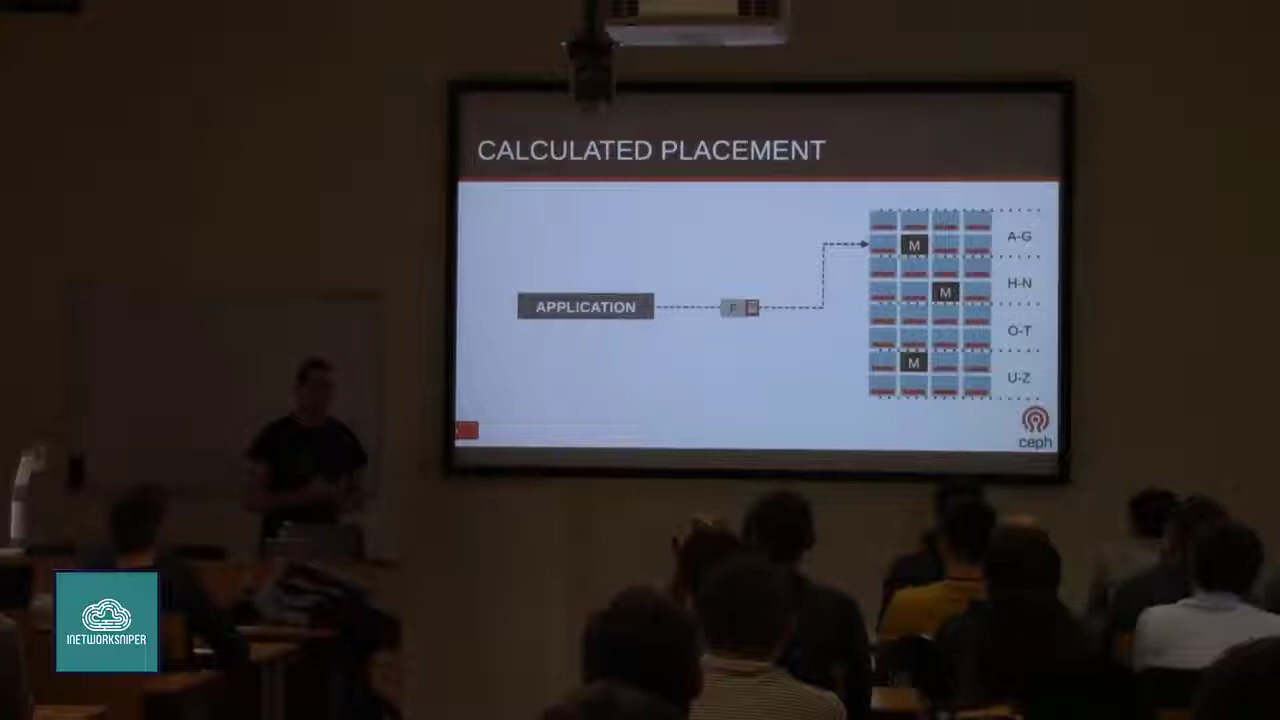 CALCULATED PLACEMENT
A-G
M
H-N
M
APPLICATION
F
O-T
M
U-Z
ceph
INETWORKSNIPER